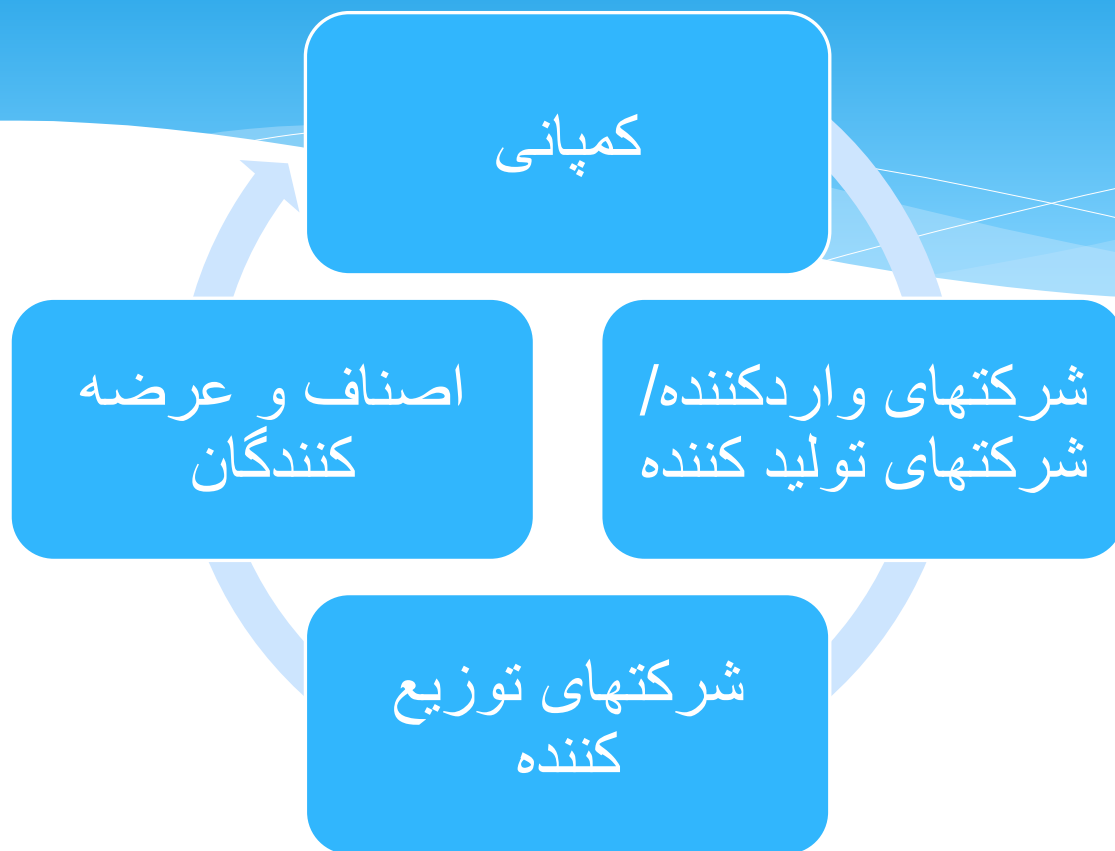 کمپانی
شرکتهای واردکننده/
شرکتهای تولید کننده
شرکتهای توزیع
کننده
اصناف و عرضه
کنندگان